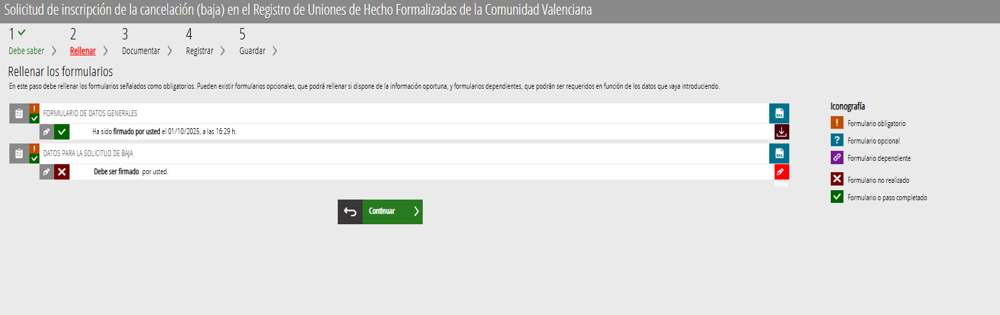 Solicitud de inscripción de la cancelación (baja) en el Registro de Uniones de Hecho Formalizadas de la Comunidad Valenciana
1 2 3 4 5
Debe saber Rellenar Documentar Registrar Guardar
Rellenar los formularios
En este paso debe rellenar los formularios señalados como obligatorios. Pueden existir formularios opcionales, que podrá rellenar si dispone de la información oportuna, y formularios dependientes, que podrán ser requeridos en función de los datos que vaya introduciendo.
FORMULARIO DE DATOS GENERALES
XML
Ha sido firmado por usted el 01/10/2025, a las 16:29 h.
DATOS PARA LA SOLICITUD DE BAJA
XML
Debe ser firmado por usted.
Firma
Continuar
Iconografía
! Formulario obligatorio
? Formulario opcional
Formulario dependiente
Formulario no realizado
Formulario o paso completado